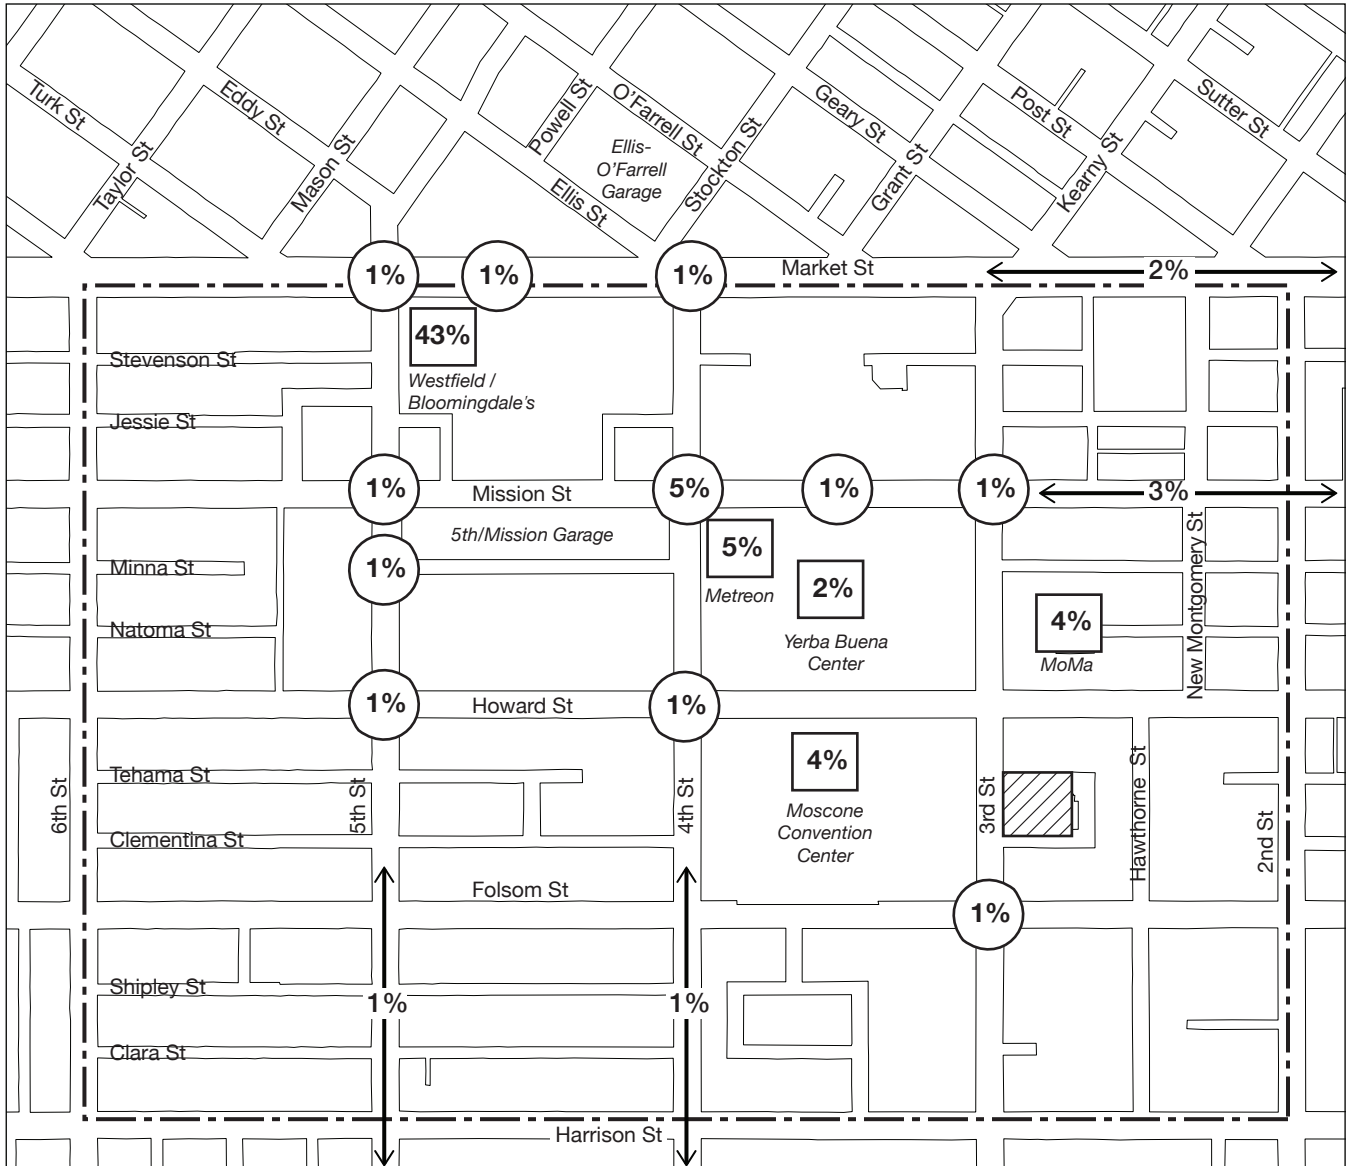 Turk St
Eddy St
Powell St
O'Farrell St
Geary St
Post St
Sutter St
Taylor St
Mason St
Ellis-
O'Farrell
Garage
Ellis St
Stockton St
Grant St
Kearny St
Market St
1%
1%
1%
2%
43%
Westfield /
Bloomingdale's
Stevenson St
Jessie St
1%
Mission St
5%
1%
1%
3%
5th/Mission Garage
5%
Metreon
Minna St
1%
2%
Yerba Buena
Center
4%
MoMa
New Montgomery St
Natoma St
1%
Howard St
1%
4%
Moscone
Convention
Center
Tehama St
6th St
5th St
4th St
3rd St
Hawthorne St
2nd St
Clementina St
Folsom St
1%
Shipley St
1%
1%
Clara St
Harrison St